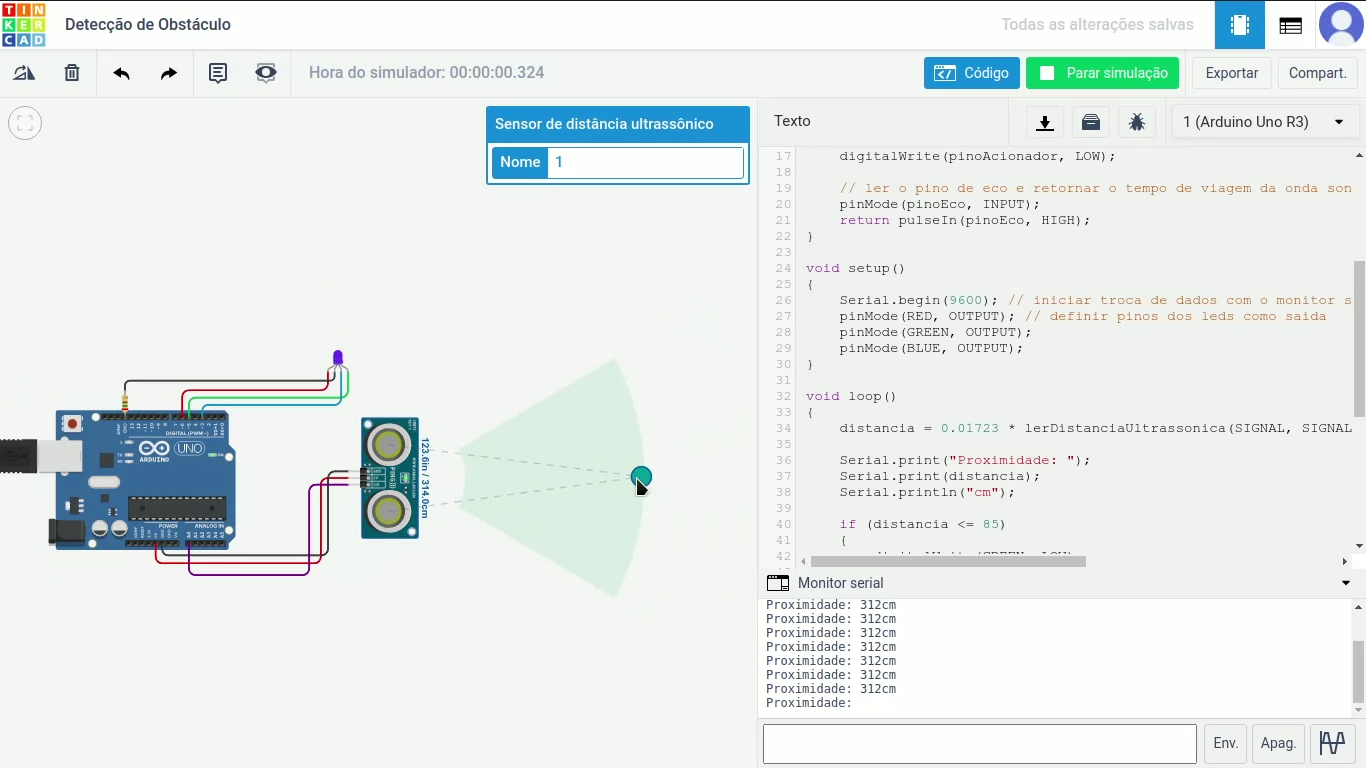 TIN
KER
CAD
Detecção de Obstáculo
Todas as alterações salvas
Hora do simulador: 00:00:00.324
Código
Parar simulação
Exportar
Compart.
Sensor de distância ultrassônico
Nome
1
Texto
1 (Arduino Uno R3)
17 digitalWrite(pinoAcionador, LOW);
18
19 // ler o pino de eco e retornar o tempo de viagem da onda son
20 pinMode(pinoEco, INPUT);
21 return pulseIn(pinoEco, HIGH);
22 }
23
24 void setup()
25 {
26 Serial.begin(9600); // iniciar troca de dados com o monitor s
27 pinMode(RED, OUTPUT); // definir pinos dos leds como saida
28 pinMode(GREEN, OUTPUT);
29 pinMode(BLUE, OUTPUT);
30 }
31
32 void loop()
33 {
34 distancia = 0.01723 * lerDistanciaUltrassonica(SIGNAL, SIGNAL
35
36 Serial.print("Proximidade: ");
37 Serial.print(distancia);
38 Serial.println("cm");
39
40 if (distancia <= 85)
41 {
42
DIGITAL (PWM~)
UNO
ARDUINO
POWER
ANALOG IN
PING)))
123.6in / 314.0cm
Monitor serial
Proximidade: 312cm
Proximidade: 312cm
Proximidade: 312cm
Proximidade: 312cm
Proximidade: 312cm
Proximidade: 312cm
Proximidade: 312cm
Proximidade:
Env.
Apag.